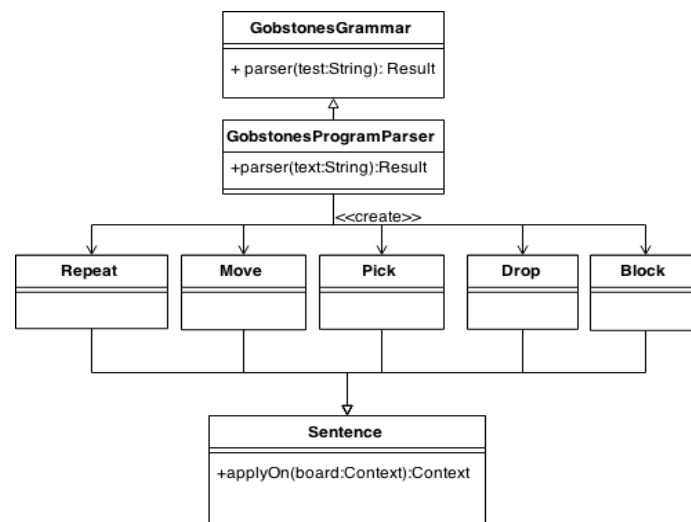 GobstonesGrammar
+ parser(test:String): Result
GobstonesProgramParser
+parser(text:String):Result
<<create>>
Repeat
Move
Pick
Drop
Block
Sentence
+applyOn(board:Context):Context